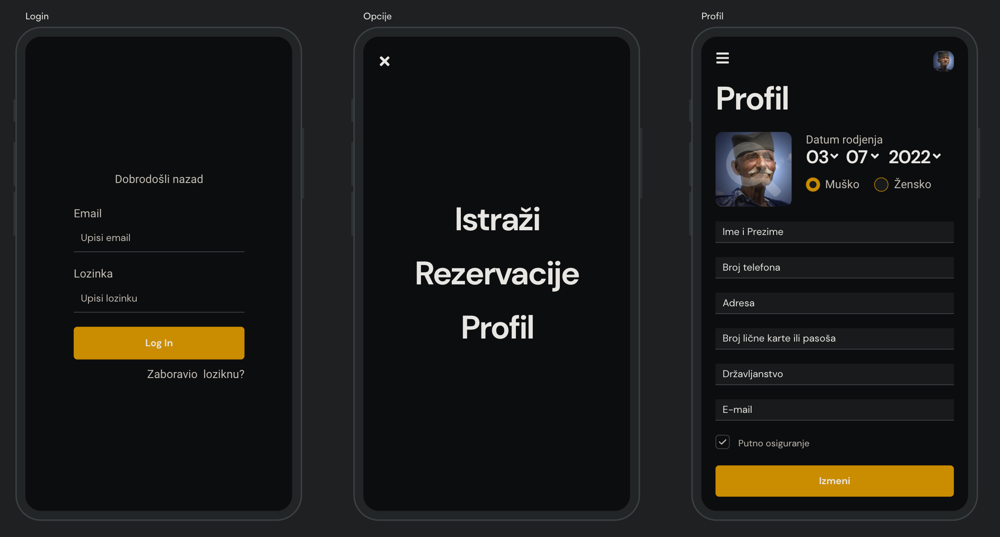 Login
Dobrodošli nazad
Email
Upisi email
Lozinka
Upisi lozinku
Log In
Zaboravio loziknu?
Opcije
Istraži
Rezervacije
Profil
Profil
Profil
Datum rodjenja
03 07 2022
Muško Žensko
Ime i Prezime
Broj telefona
Adresa
Broj lične karte ili pasoša
Državljanstvo
E-mail
Putno osiguranje
Izmeni